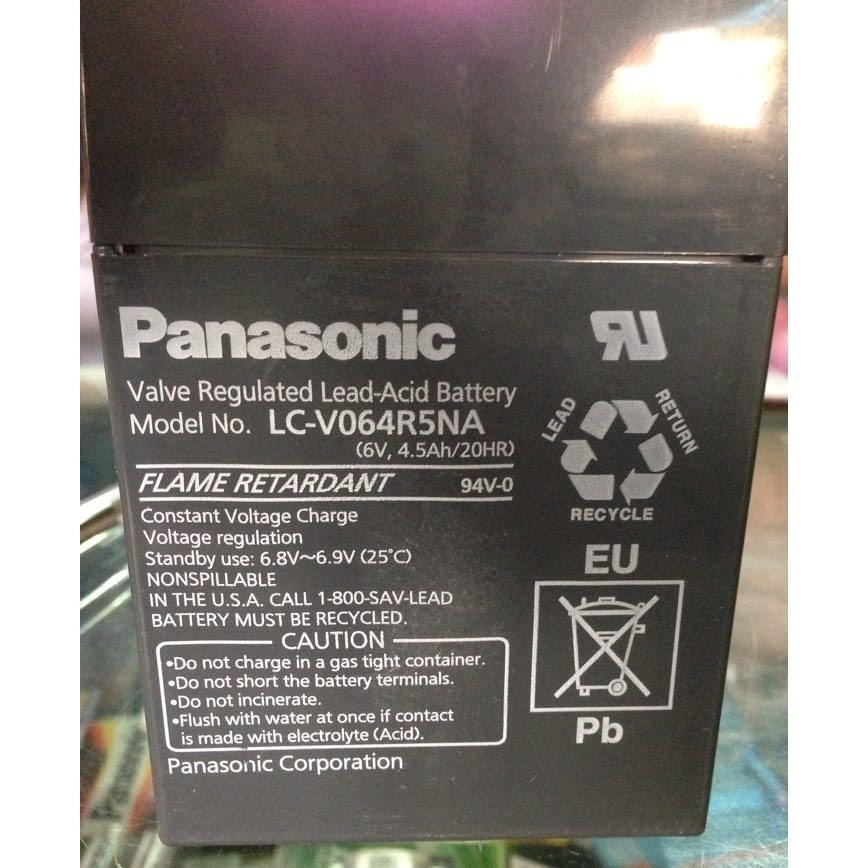 Panasonic
Valve Regulated Lead-Acid Battery
Model No. LC-V064R5NA
(6V, 4.5Ah/20HR)
FLAME RETARDANT 94V-0
Constant Voltage Charge
Voltage regulation
Standby use: 6.8V~6.9V (25°C)
NONSPILLABLE
IN THE U.S.A. CALL 1-800-SAV-LEAD
BATTERY MUST BE RECYCLED.
CAUTION
•Do not charge in a gas tight container.
•Do not short the battery terminals.
•Do not incinerate.
•Flush with water at once if contact
is made with electrolyte (Acid).
Panasonic Corporation
RU
LEAD
RETURN
RECYCLE
EU
Pb
Panasonic